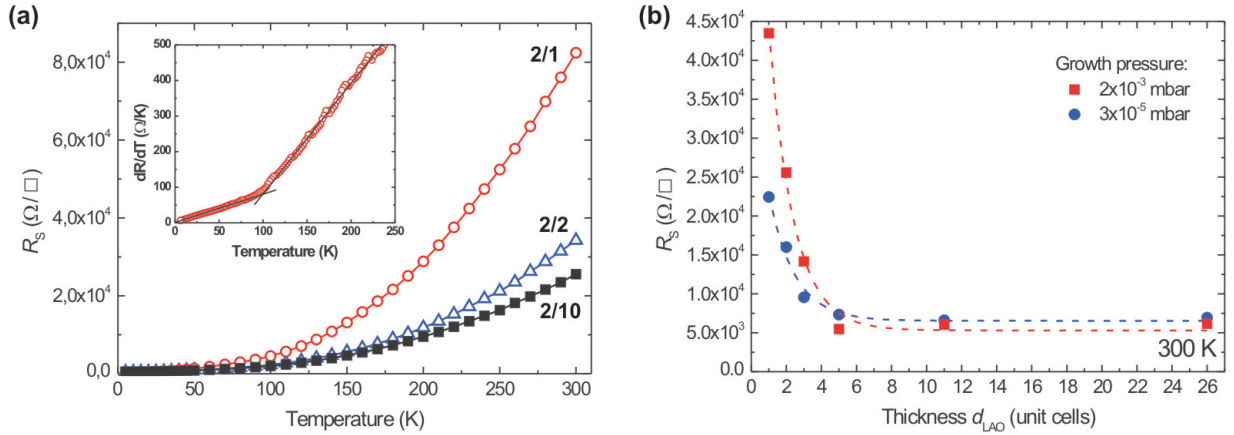 (a)
8,0x10⁴
6,0x10⁴
4,0x10⁴
2,0x10⁴
0,0
R_S (Ω/□)
50
100
150
200
250
300
Temperature (K)
2/1
2/2
2/10
500
400
300
200
100
0
dR/dT (Ω/K)
0
50
100
150
200
250
Temperature (K)
(b)
4.5x10⁴
4.0x10⁴
3.5x10⁴
3.0x10⁴
2.5x10⁴
2.0x10⁴
1.5x10⁴
1.0x10⁴
5.0x10³
0.0
R_S (Ω/□)
Growth pressure:
2x10⁻³ mbar
3x10⁻⁵ mbar
300 K
0 2 4 6 8 10 12 14 16 18 20 22 24 26
Thickness d_LAO (unit cells)